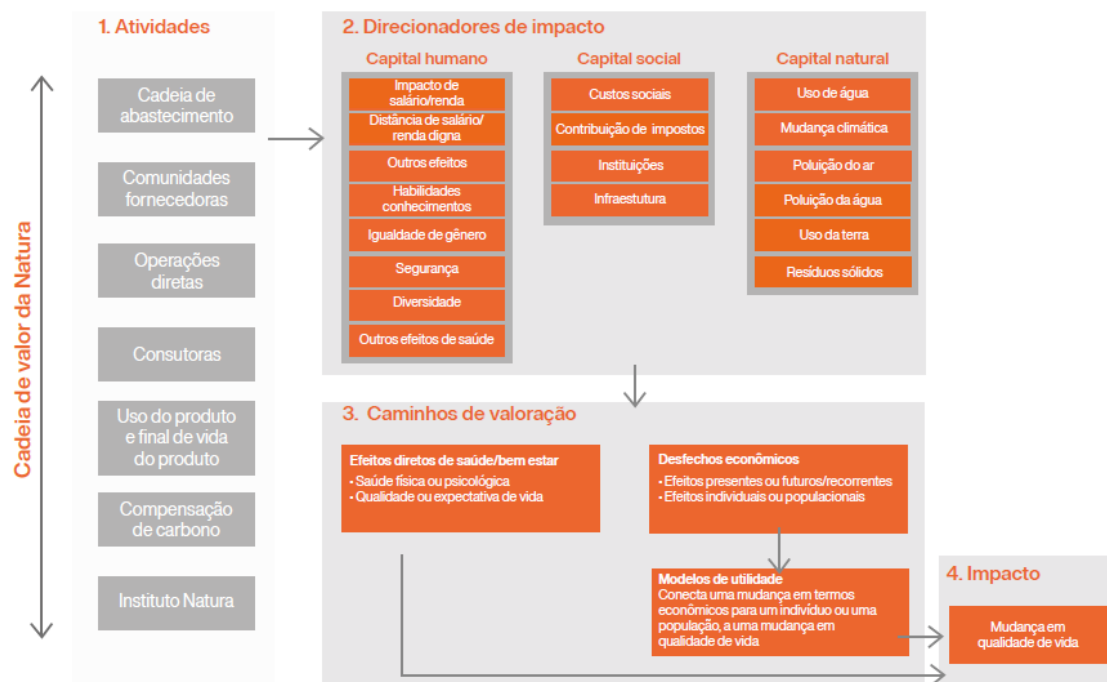 1. Atividades
Cadeia de valor da Natura
Cadeia de
abastecimento
Comunidades
fornecedoras
Operações
diretas
Consutoras
Uso do produto
e final de vida
do produto
Compensação
de carbono
Instituto Natura
2. Direcionadores de impacto
Capital humano
Impacto de
salário/renda
Distância de salário/
renda digna
Outros efeitos
Habilidades
conhecimentos
Igualdade de gênero
Segurança
Diversidade
Outros efeitos de saúde
Capital social
Custos sociais
Contribuição de impostos
Instituições
Infraestutura
Capital natural
Uso de água
Mudança climática
Poluição do ar
Poluição da água
Uso da terra
Resíduos sólidos
3. Caminhos de valoração
Efeitos diretos de saúde/bem estar
• Saúde física ou psicológica
• Qualidade ou expectativa de vida
Desfechos econômicos
• Efeitos presentes ou futuros/recorrentes
• Efeitos individuais ou populacionais
Modelos de utilidade
Conecta uma mudança em termos
econômicos para um indivíduo ou uma
população, a uma mudança em
qualidade de vida
4. Impacto
Mudança em
qualidade de vida